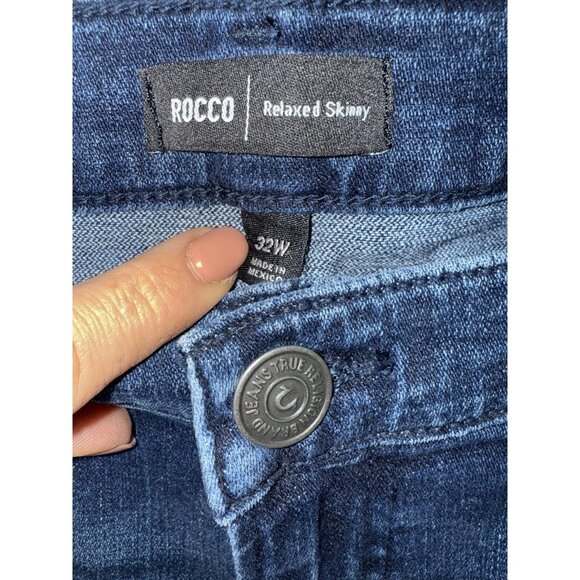 ROCCO | Relaxed Skinny
32W
MADE IN
MEXICO
TRUE RELIGION BRAND JEANS